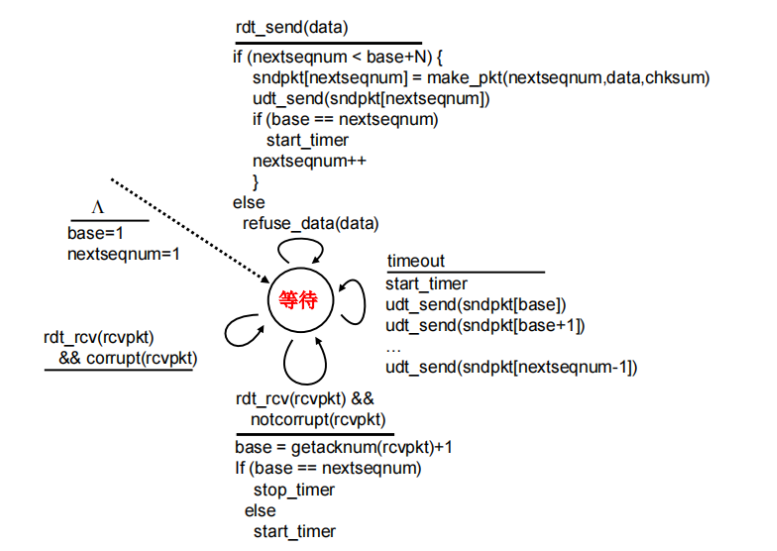 rdt_send(data)
if (nextseqnum < base+N) {
sndpkt[nextseqnum] = make_pkt(nextseqnum,data,chksum)
udt_send(sndpkt[nextseqnum])
if (base == nextseqnum)
start_timer
nextseqnum++
}
else
refuse_data(data)
Λ
base=1
nextseqnum=1
等待
timeout
start_timer
udt_send(sndpkt[base])
udt_send(sndpkt[base+1])
...
udt_send(sndpkt[nextseqnum-1])
rdt_rcv(rcvpkt)
&& corrupt(rcvpkt)
rdt_rcv(rcvpkt) &&
notcorrupt(rcvpkt)
base = getacknum(rcvpkt)+1
If (base == nextseqnum)
stop_timer
else
start_timer